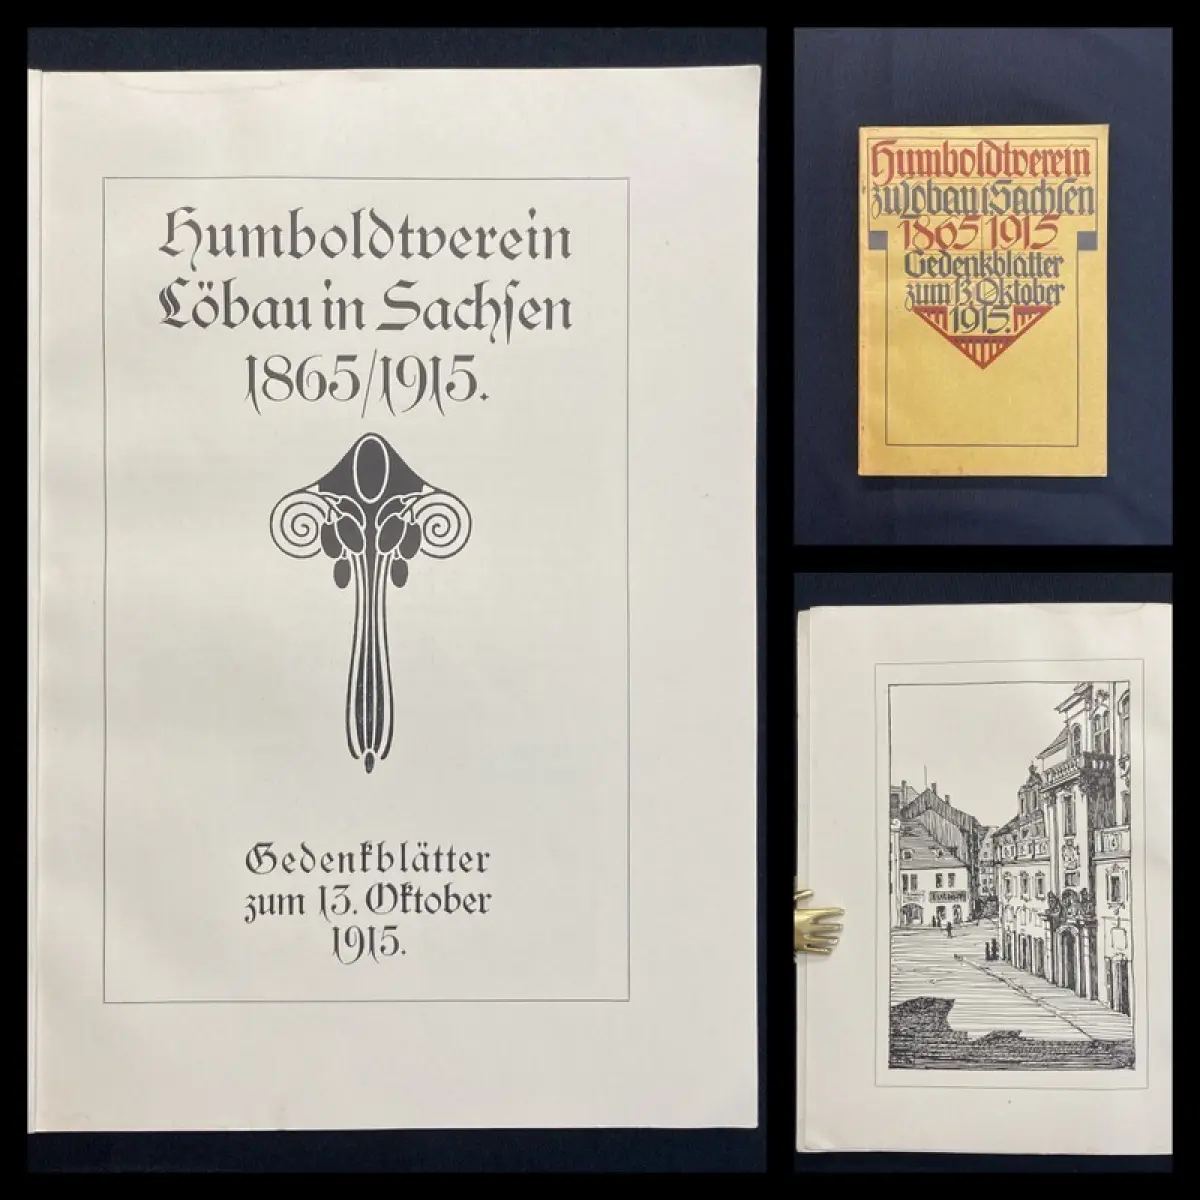 Humboldtverein
Löbau in Sachſen
1865/1915.
Gedenkblätter
zum 13. Oktober
1915.
Humboldtverein
zu Löbau i. Sachſen
1865 1915
Gedenkblätter
zum 13. Oktober
1915.